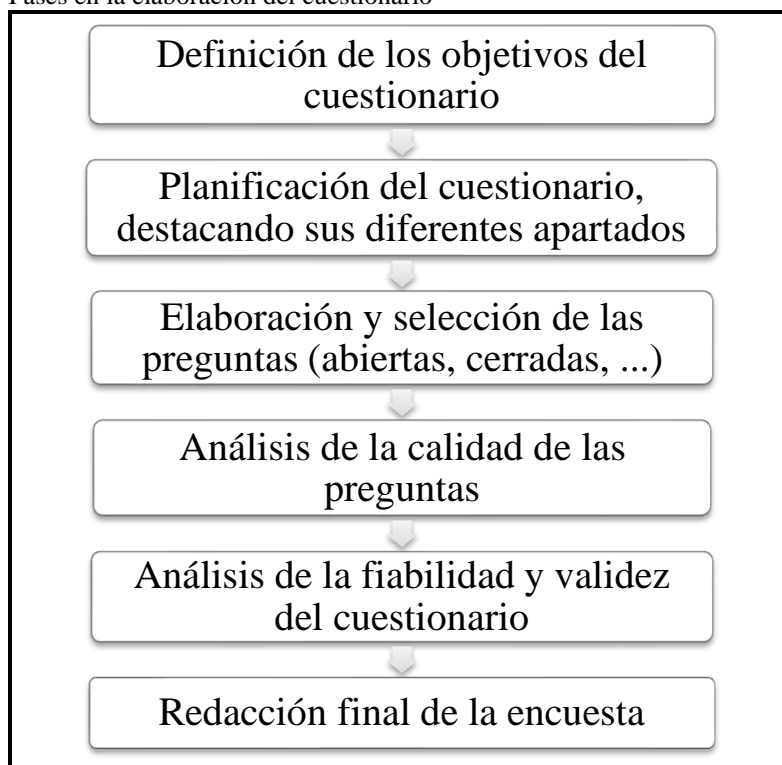 Fases en la elaboración del cuestionario
Definición de los objetivos del
cuestionario
Planificación del cuestionario,
destacando sus diferentes apartados
Elaboración y selección de las
preguntas (abiertas, cerradas, ...)
Análisis de la calidad de las
preguntas
Análisis de la fiabilidad y validez
del cuestionario
Redacción final de la encuesta